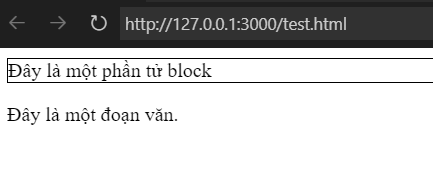 http://127.0.0.1:3000/test.html
Đây là một phần tử block
Đây là một đoạn văn.